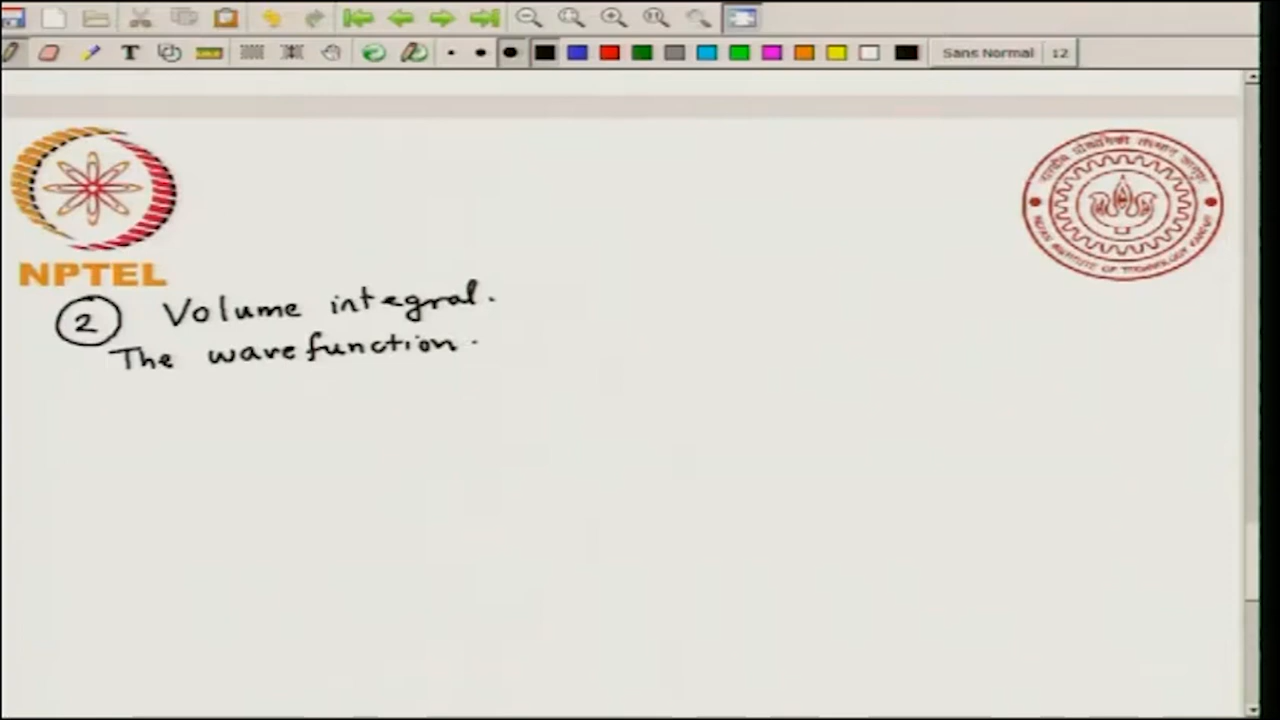 Sans Normal 12
NPTEL
② Volume integral.
The wavefunction.